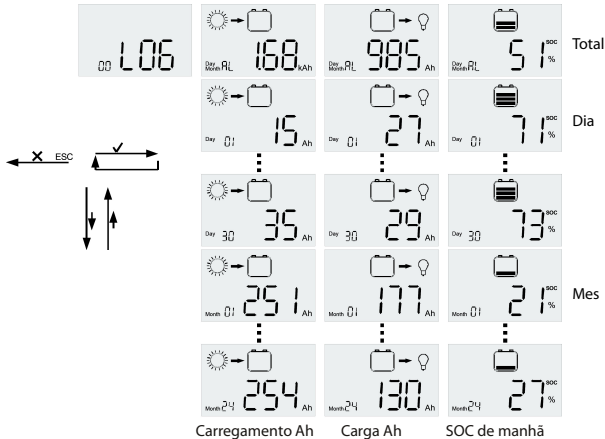 00 LOG
Day Month AL 1.68 kAh
Day Month AL 985 Ah
Day Month AL 51 SOC %
Total
Day 01 15 Ah
Day 01 27 Ah
Day 01 71 SOC %
Dia
ESC
Day 30 35 Ah
Day 30 29 Ah
Day 30 73 SOC %
Month 01 251 Ah
Month 01 177 Ah
Month 01 21 SOC %
Mes
Month 24 254 Ah
Month 24 130 Ah
Month 24 27 SOC %
Carregamento Ah
Carga Ah
SOC de manhã